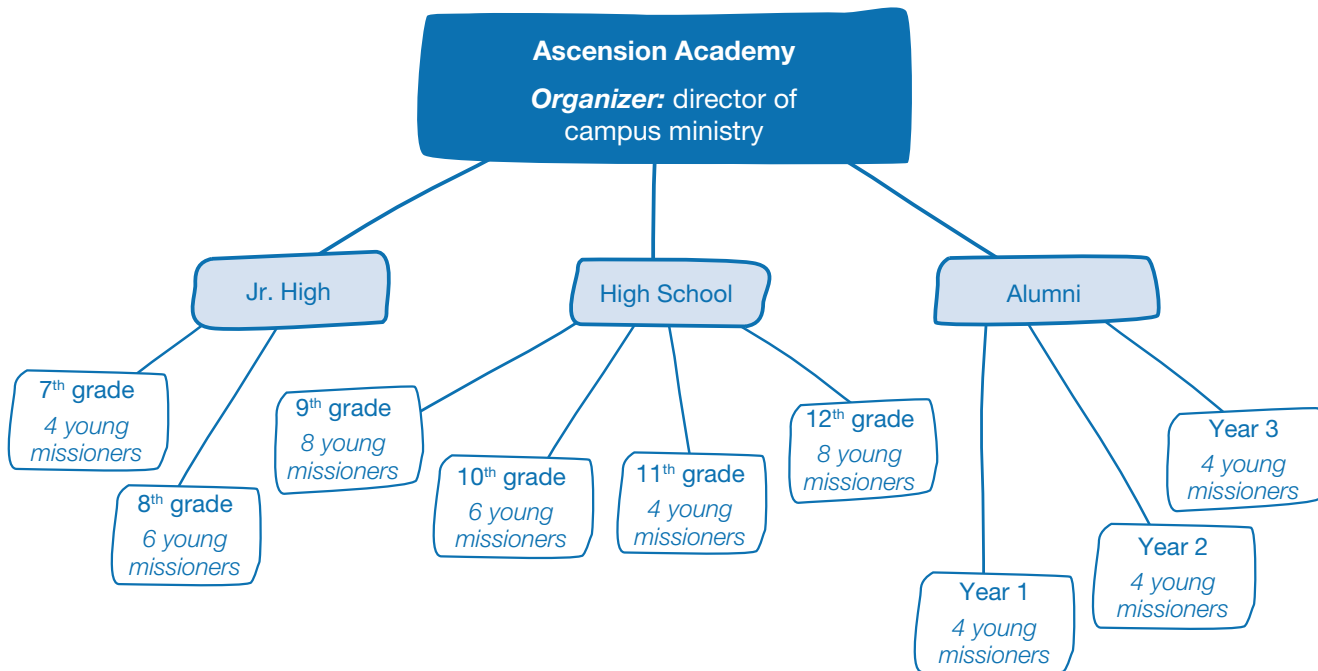 Ascension Academy
Organizer: director of
campus ministry
Jr. High
High School
Alumni
7th grade
4 young
missioners
8th grade
6 young
missioners
9th grade
8 young
missioners
10th grade
6 young
missioners
11th grade
4 young
missioners
12th grade
8 young
missioners
Year 1
4 young
missioners
Year 2
4 young
missioners
Year 3
4 young
missioners